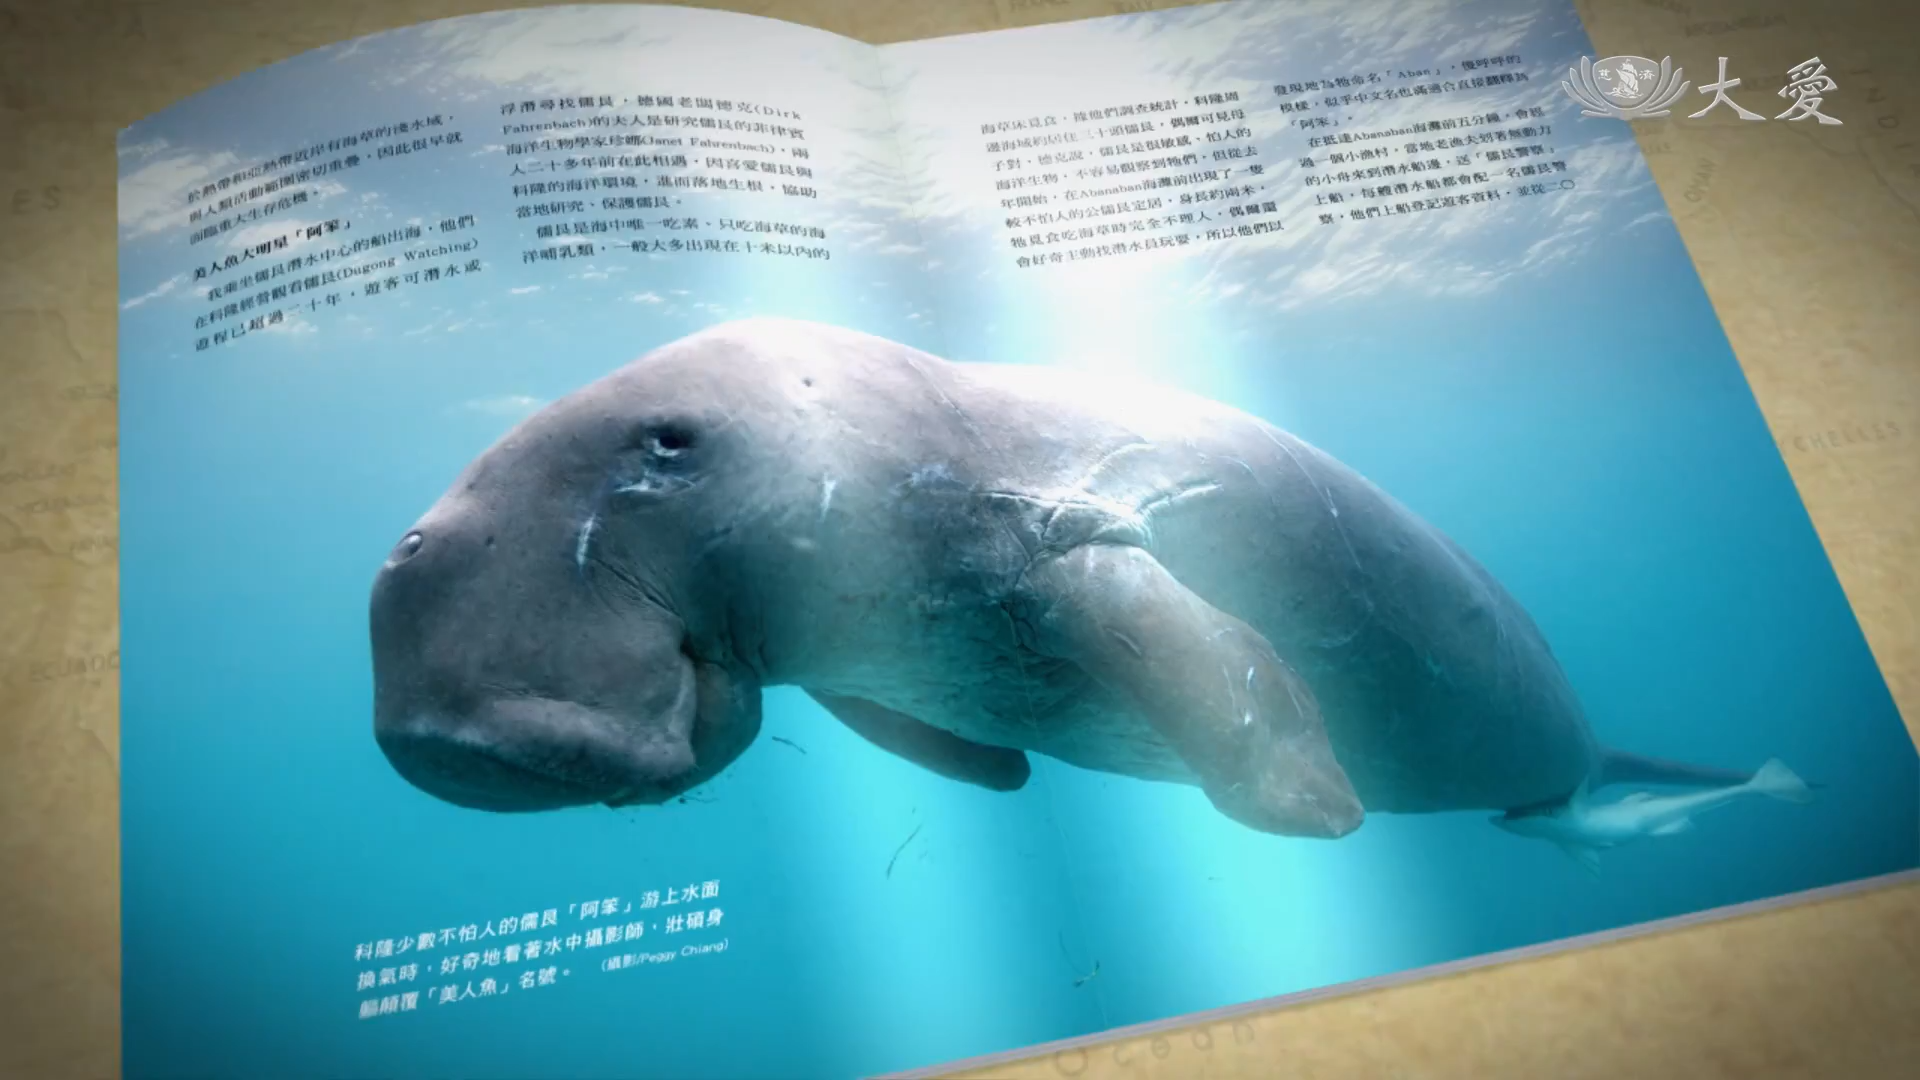 慈 濟
大愛
於熱帶和亞熱帶近岸有海草的淺水域，
與人類活動範圍密切重疊，因此很早就
面臨重大生存危機。
美人魚大明星「阿笨」
我乘坐儒艮潛水中心的船出海，他們
在科隆經營觀看儒艮(Dugong Watching)
遊程已超過二十年，遊客可潛水或
浮潛尋找儒艮，德國老闆德克(Dirk
Fahrenbach)的夫人是研究儒艮的菲律賓
海洋生物學家珍娜(Janet Fahrenbach)，兩
人二十多年前在此相遇，因喜愛儒艮與
科隆的海洋環境，進而落地生根，協助
當地研究、保護儒艮。
儒艮是海中唯一吃素、只吃海草的海
洋哺乳類，一般大多出現在十米以內的
海草床覓食，據他們調查統計，科隆周
邊海域約居住三十頭儒艮，偶爾可見母
子對，德克說，儒艮是很敏感、怕人的
海洋生物，不容易觀察到牠們，但從去
年開始，在Abanaban海灘前出現了一隻
較不怕人的公儒艮定居，身長約兩米，
牠覓食吃海草時完全不理人，偶爾還
會好奇主動找潛水員玩耍，所以他們以
發現地為牠命名「Aban」，慢呼呼的
模樣，似乎中文名也滿適合直接翻釋為
「阿笨」。
在抵達Abanaban海灘前五分鐘，會經
過一個小漁村，當地老漁夫划著無動力
的小舟來到潛水船邊，送「儒艮警察」
上船，每艘潛水船都會配一名儒艮警
察，他們上船登記遊客資料，並從二〇
科隆少數不怕人的儒艮「阿笨」游上水面
換氣時，好奇地看著水中攝影師，壯碩身
軀顛覆「美人魚」名號。 （攝影/Peggy Chiang）
Ocean